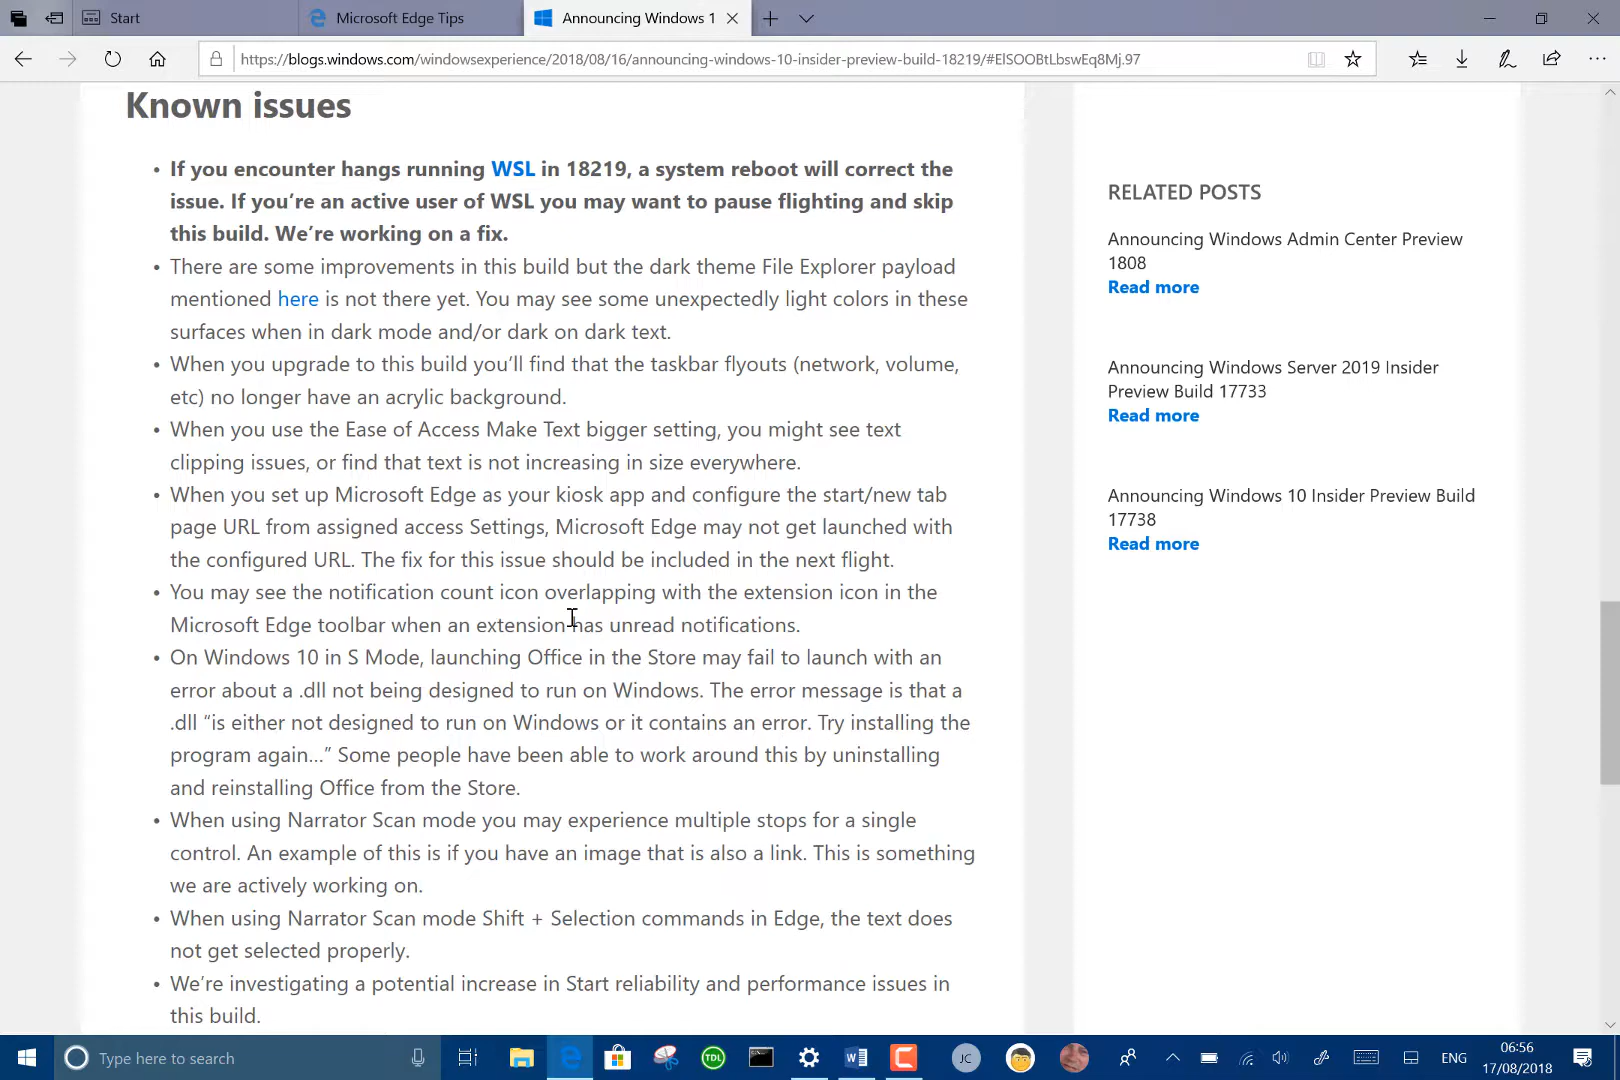 Start
Microsoft Edge Tips
Announcing Windows 1
https://blogs.windows.com/windowsexperience/2018/08/16/announcing-windows-10-insider-preview-build-18219/#ElSOOBtLbswEq8Mj.97
Known issues
• If you encounter hangs running WSL in 18219, a system reboot will correct the
issue. If you’re an active user of WSL you may want to pause flighting and skip
this build. We’re working on a fix.
• There are some improvements in this build but the dark theme File Explorer payload
mentioned here is not there yet. You may see some unexpectedly light colors in these
surfaces when in dark mode and/or dark on dark text.
• When you upgrade to this build you’ll find that the taskbar flyouts (network, volume,
etc) no longer have an acrylic background.
• When you use the Ease of Access Make Text bigger setting, you might see text
clipping issues, or find that text is not increasing in size everywhere.
• When you set up Microsoft Edge as your kiosk app and configure the start/new tab
page URL from assigned access Settings, Microsoft Edge may not get launched with
the configured URL. The fix for this issue should be included in the next flight.
• You may see the notification count icon overlapping with the extension icon in the
Microsoft Edge toolbar when an extension has unread notifications.
• On Windows 10 in S Mode, launching Office in the Store may fail to launch with an
error about a .dll not being designed to run on Windows. The error message is that a
.dll “is either not designed to run on Windows or it contains an error. Try installing the
program again…” Some people have been able to work around this by uninstalling
and reinstalling Office from the Store.
• When using Narrator Scan mode you may experience multiple stops for a single
control. An example of this is if you have an image that is also a link. This is something
we are actively working on.
• When using Narrator Scan mode Shift + Selection commands in Edge, the text does
not get selected properly.
• We’re investigating a potential increase in Start reliability and performance issues in
this build.
RELATED POSTS
Announcing Windows Admin Center Preview
1808
Read more
Announcing Windows Server 2019 Insider
Preview Build 17733
Read more
Announcing Windows 10 Insider Preview Build
17738
Read more
Type here to search
TDL
JC
ENG
06:56
17/08/2018